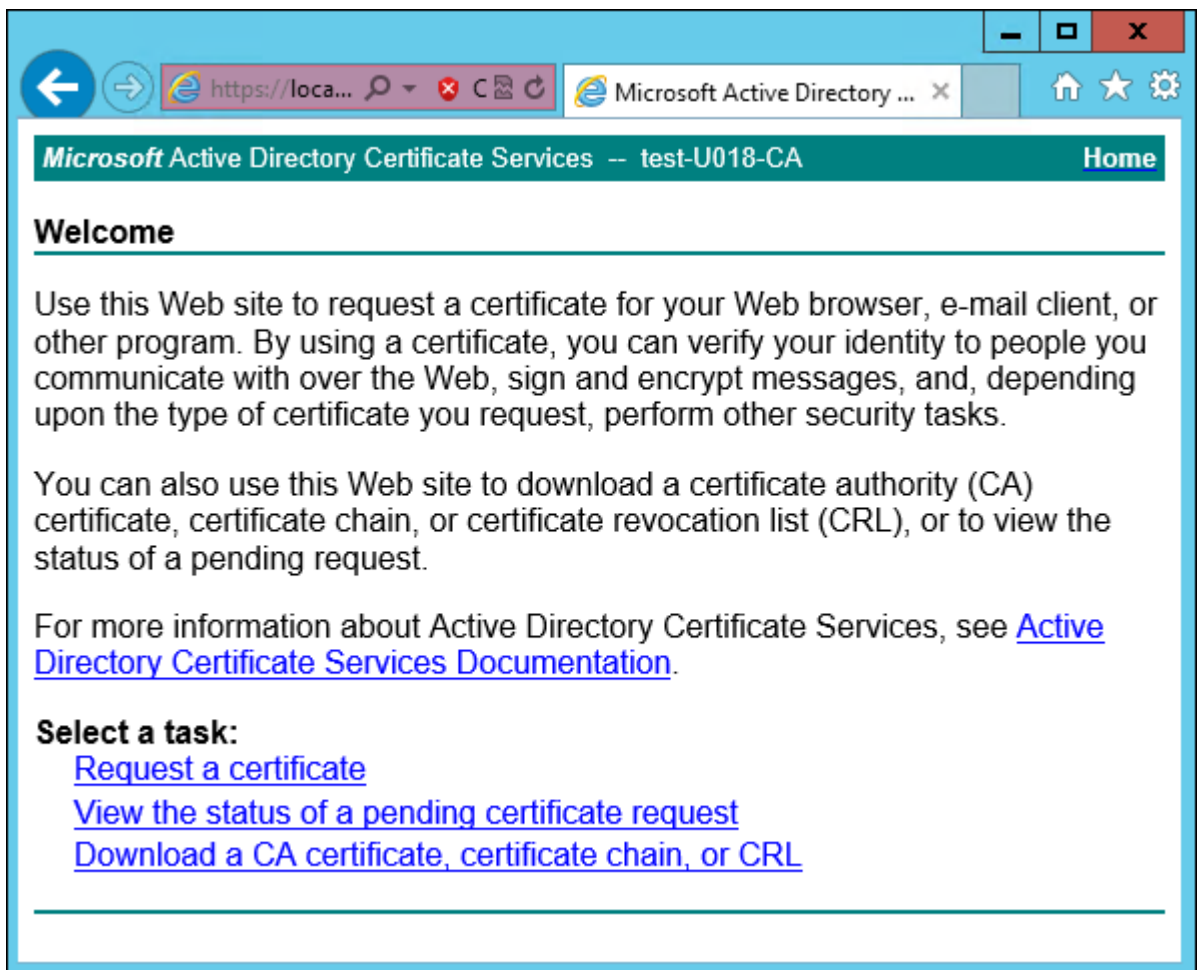 https://loca... C Microsoft Active Directory ...
Microsoft Active Directory Certificate Services -- test-U018-CA Home
Welcome
Use this Web site to request a certificate for your Web browser, e-mail client, or
other program. By using a certificate, you can verify your identity to people you
communicate with over the Web, sign and encrypt messages, and, depending
upon the type of certificate you request, perform other security tasks.
You can also use this Web site to download a certificate authority (CA)
certificate, certificate chain, or certificate revocation list (CRL), or to view the
status of a pending request.
For more information about Active Directory Certificate Services, see Active
Directory Certificate Services Documentation.
Select a task:
Request a certificate
View the status of a pending certificate request
Download a CA certificate, certificate chain, or CRL